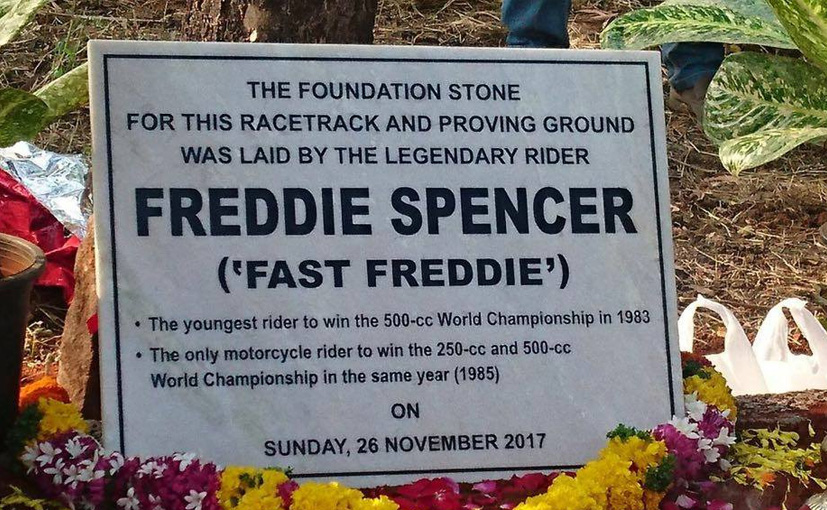 THE FOUNDATION STONE
FOR THIS RACETRACK AND PROVING GROUND
WAS LAID BY THE LEGENDARY RIDER
FREDDIE SPENCER
(‘FAST FREDDIE’)
• The youngest rider to win the 500-cc World Championship in 1983
• The only motorcycle rider to win the 250-cc and 500-cc
World Championship in the same year (1985)
ON
SUNDAY, 26 NOVEMBER 2017